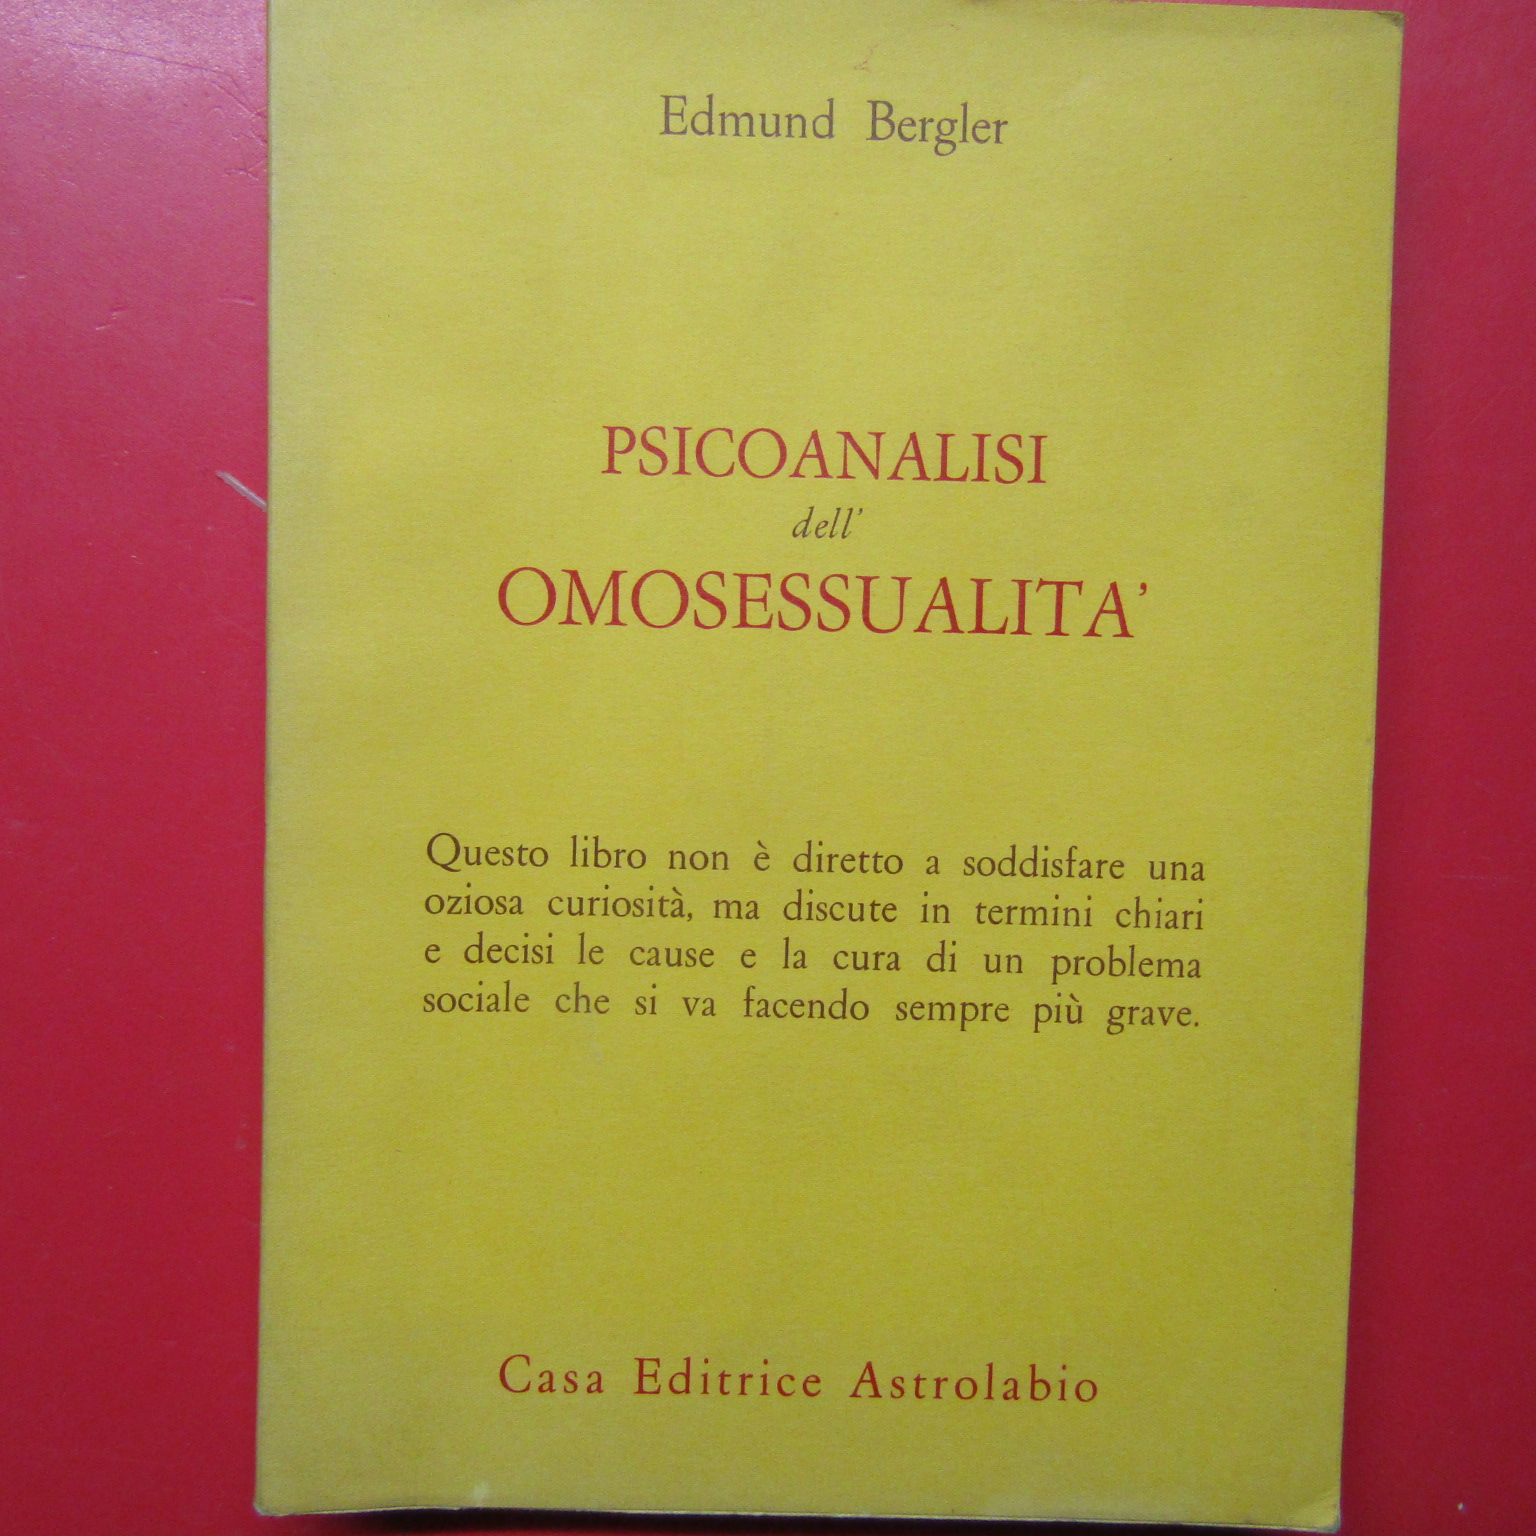 Edmund Bergler
PSICOANALISI
dell'
OMOSESSUALITA'
Questo libro non è diretto a soddisfare una
oziosa curiosità, ma discute in termini chiari
e decisi le cause e la cura di un problema
sociale che si va facendo sempre più grave.
Casa Editrice Astrolabio